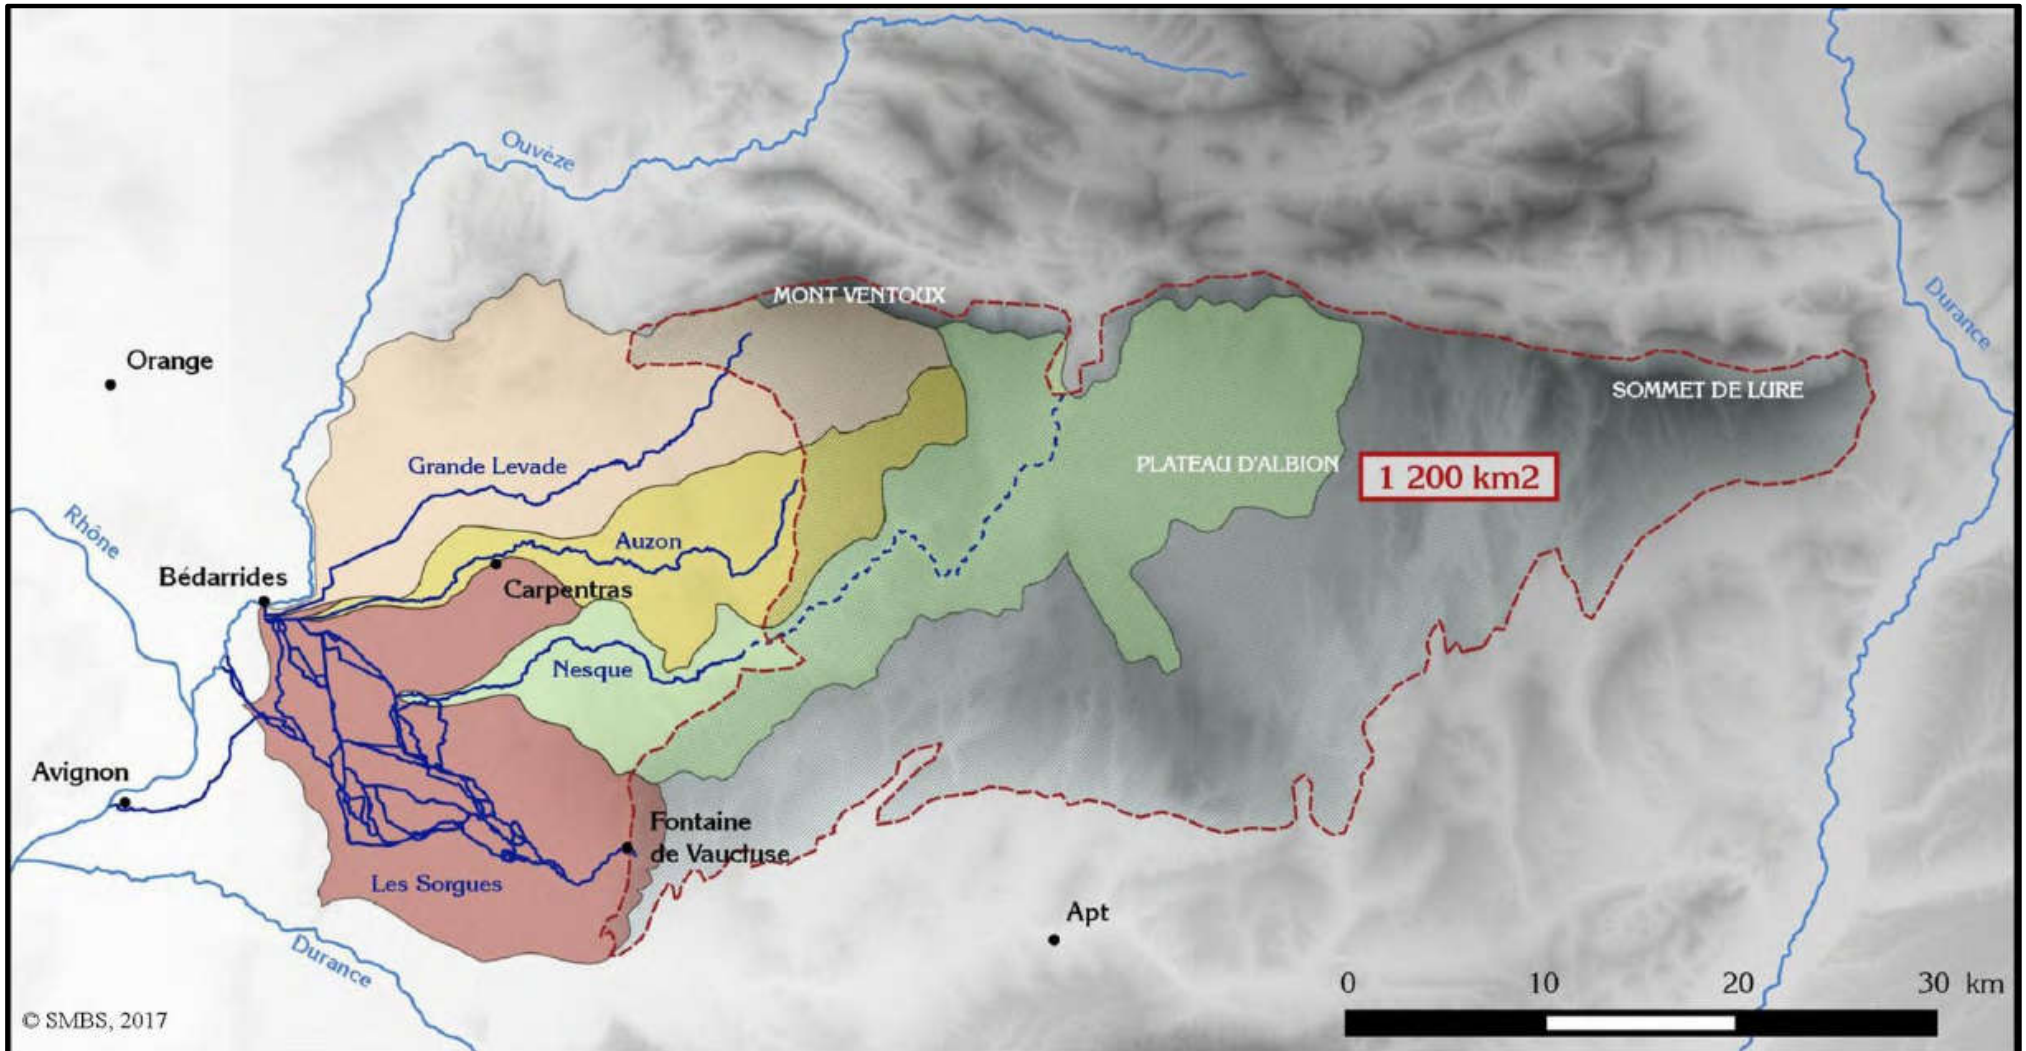 Ouvèze
MONT VENTOUX
Durance
Orange
SOMMET DE LURE
Grande Levade
PLATEAU D'ALBION
1 200 km2
Rhône
Auzon
Bédarrides
Carpentras
Nesque
Avignon
Fontaine
de Vaucluse
Les Sorgues
Apt
Durance
0 10 20 30 km
© SMBS, 2017